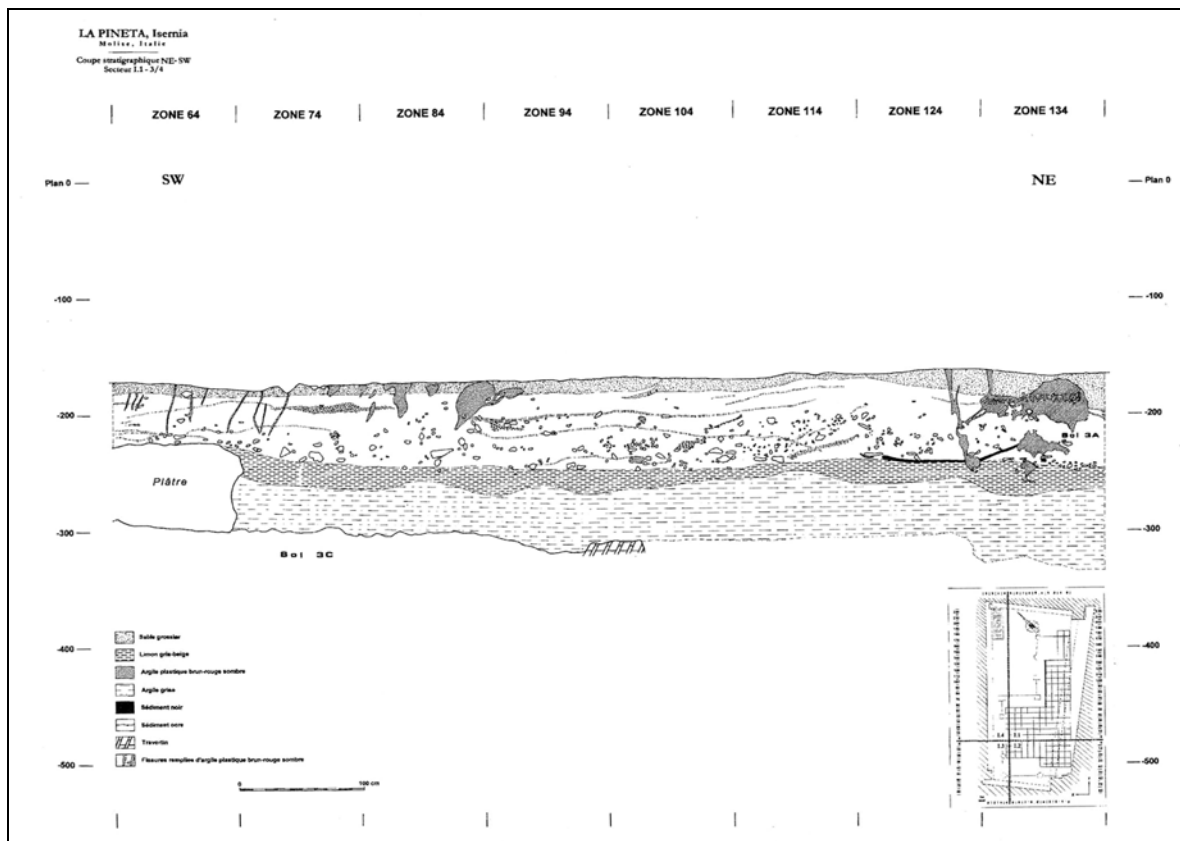 LA PINETA, Isernia
Molise, Italie
Coupe stratigraphique NE-SW
Secteur I.1 - 3/4
ZONE 64 ZONE 74 ZONE 84 ZONE 94 ZONE 104 ZONE 114 ZONE 124 ZONE 134
Plan 0 SW NE Plan 0
-100 -100
-200 -200
Sol 3A
Plâtre
-300 -300
Sol 3C
Sable grossier
Limon gris-beige
-400 -400
Argile plastique brun-rouge sombre
Argile grise
Sédiment noir
Sédiment ocre
Travertin
Fissures remplies d'argile plastique brun-rouge sombre
-500 -500
0 100 cm